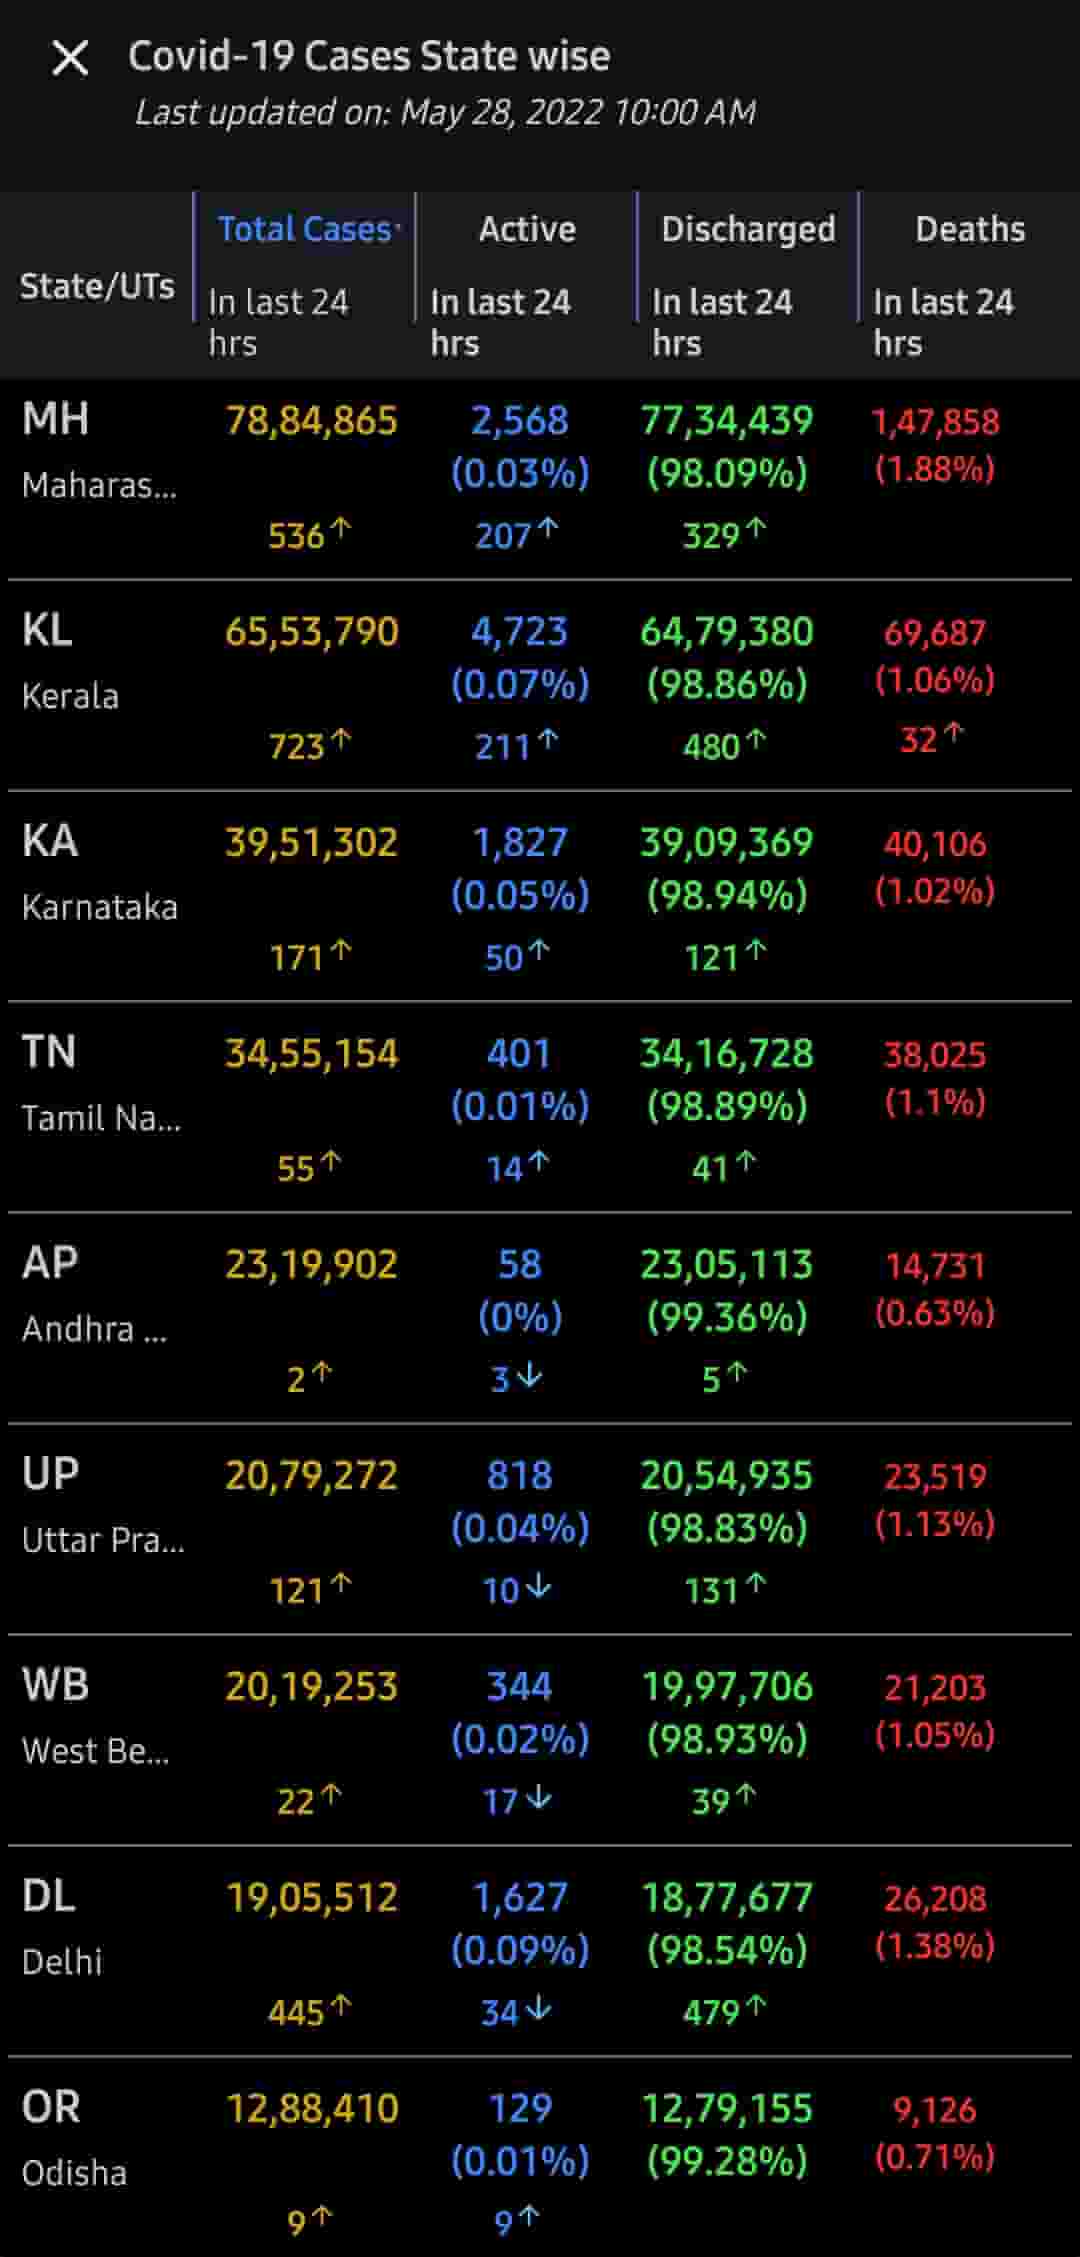 Covid-19 Cases State wise
Last updated on: May 28, 2022 10:00 AM
State/UTs Total Cases Active Discharged Deaths
In last 24 hrs In last 24 hrs In last 24 hrs In last 24 hrs
MH 78,84,865 2,568 77,34,439 1,47,858
Maharas... (0.03%) (98.09%) (1.88%)
536↑ 207↑ 329↑
KL 65,53,790 4,723 64,79,380 69,687
Kerala (0.07%) (98.86%) (1.06%)
723↑ 211↑ 480↑ 32↑
KA 39,51,302 1,827 39,09,369 40,106
Karnataka (0.05%) (98.94%) (1.02%)
171↑ 50↑ 121↑
TN 34,55,154 401 34,16,728 38,025
Tamil Na... (0.01%) (98.89%) (1.1%)
55↑ 14↑ 41↑
AP 23,19,902 58 23,05,113 14,731
Andhra ... (0%) (99.36%) (0.63%)
2↑ 3↓ 5↑
UP 20,79,272 818 20,54,935 23,519
Uttar Pra... (0.04%) (98.83%) (1.13%)
121↑ 10↓ 131↑
WB 20,19,253 344 19,97,706 21,203
West Be... (0.02%) (98.93%) (1.05%)
22↑ 17↓ 39↑
DL 19,05,512 1,627 18,77,677 26,208
Delhi (0.09%) (98.54%) (1.38%)
445↑ 34↓ 479↑
OR 12,88,410 129 12,79,155 9,126
Odisha (0.01%) (99.28%) (0.71%)
9↑ 9↑